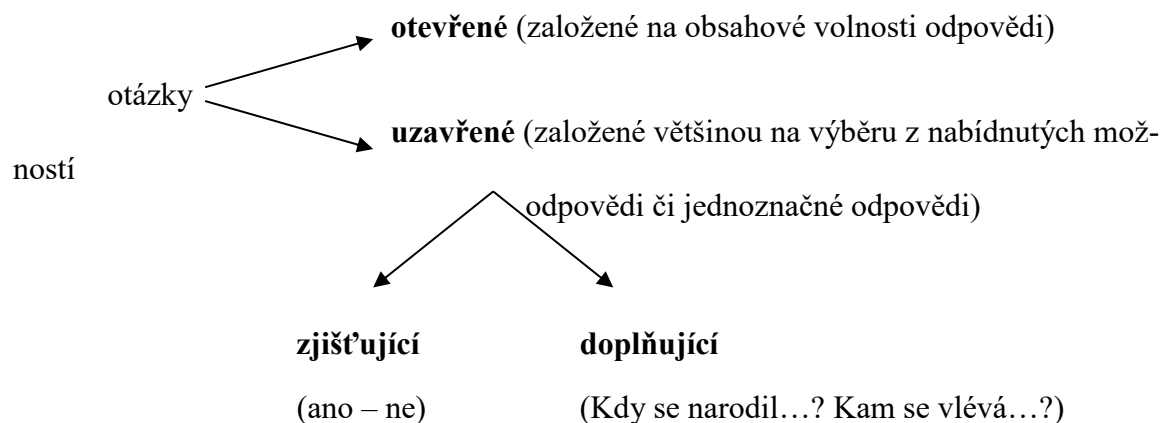 otevřené (založené na obsahové volnosti odpovědi)
otázky
uzavřené (založené většinou na výběru z nabídnutých mož-
ností
odpovědi či jednoznačné odpovědi)
zjišťující doplňující
(ano – ne) (Kdy se narodil…? Kam se vlévá…?)